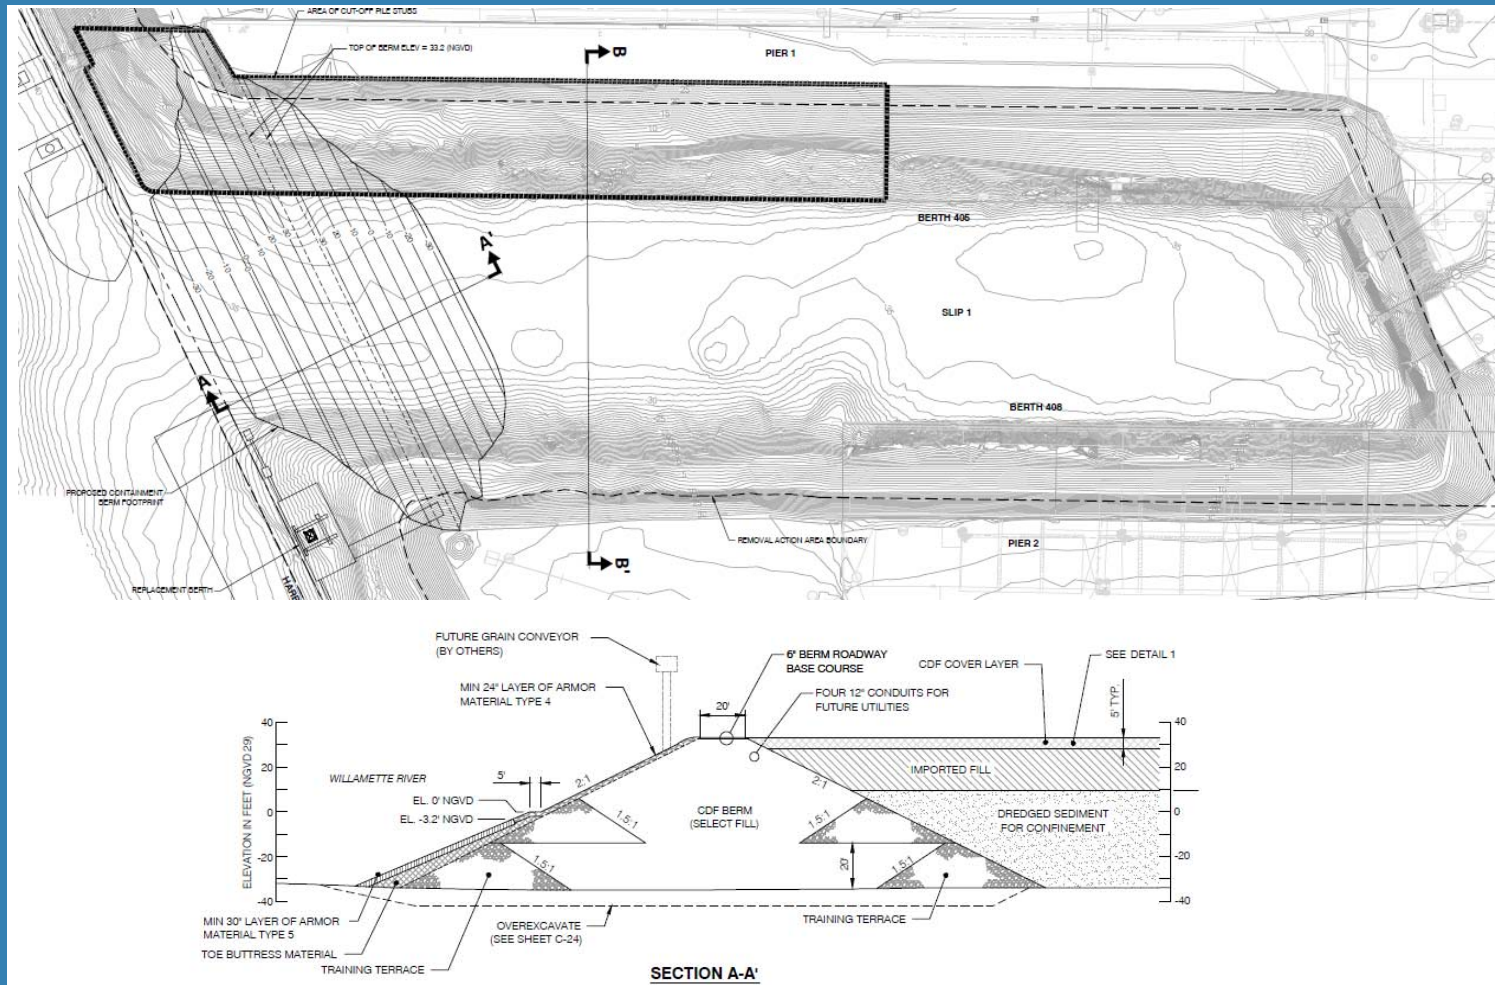 AREA OF CUT-OFF PILE STUBS
TOP OF BERM ELEV = 33.2 (NGVD)
B
PIER 1
BERTH 405
A'
SLIP 1
A
BERTH 408
PROPOSED CONTAINMENT
BERM FOOTPRINT
REMOVAL ACTION AREA BOUNDARY
PIER 2
B'
REPLACEMENT BERTH
FUTURE GRAIN CONVEYOR
(BY OTHERS)
6" BERM ROADWAY
BASE COURSE
CDF COVER LAYER
SEE DETAIL 1
MIN 24" LAYER OF ARMOR
MATERIAL TYPE 4
FOUR 12" CONDUITS FOR
FUTURE UTILITIES
20'
5' TYP.
ELEVATION IN FEET (NGVD 29)
40
20
0
-20
-40
WILLAMETTE RIVER
5'
2:1
2:1
IMPORTED FILL
EL. 0' NGVD
EL. -3.2' NGVD
1.5:1
CDF BERM
(SELECT FILL)
1.5:1
DREDGED SEDIMENT
FOR CONFINEMENT
1.5:1
20'
1.5:1
40
20
0
-20
-40
MIN 30" LAYER OF ARMOR
MATERIAL TYPE 5
TOE BUTTRESS MATERIAL
TRAINING TERRACE
OVEREXCAVATE
(SEE SHEET C-24)
TRAINING TERRACE
SECTION A-A'